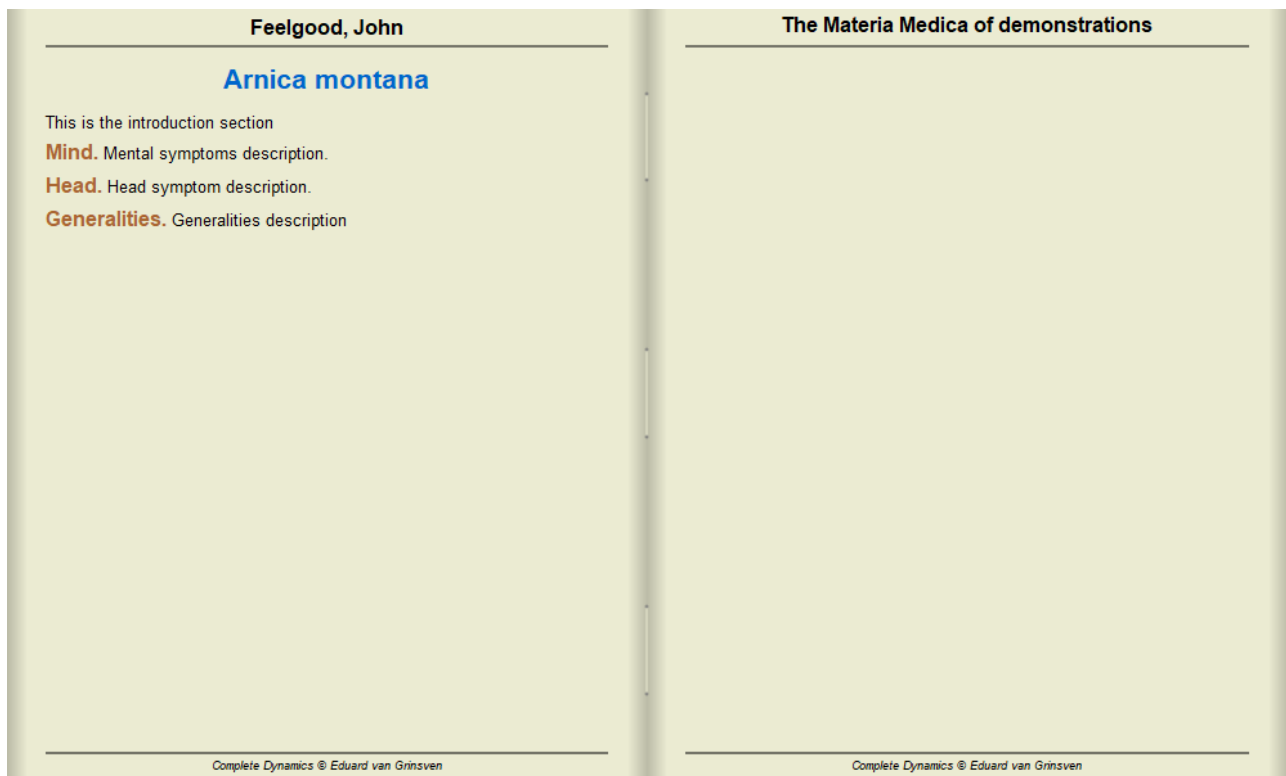 Feelgood, John
Arnica montana
This is the introduction section
Mind. Mental symptoms description.
Head. Head symptom description.
Generalities. Generalities description
Complete Dynamics © Eduard van Grinsven
The Materia Medica of demonstrations
Complete Dynamics © Eduard van Grinsven